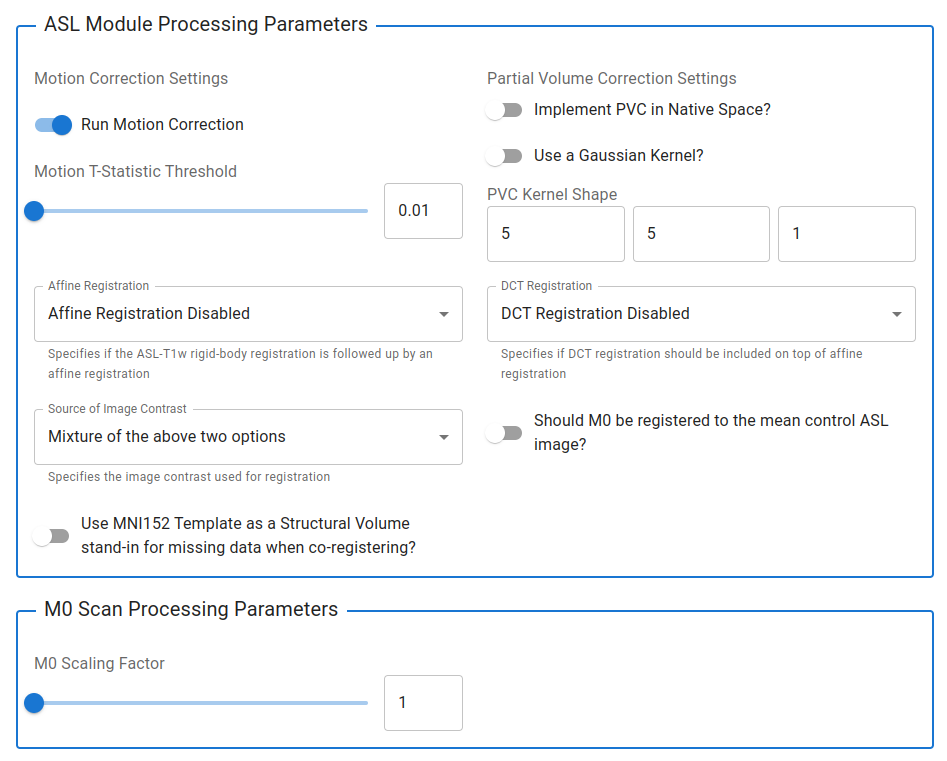 ASL Module Processing Parameters
Motion Correction Settings
Run Motion Correction
Motion T-Statistic Threshold
0.01
Partial Volume Correction Settings
Implement PVC in Native Space?
Use a Gaussian Kernel?
PVC Kernel Shape
5
5
1
Affine Registration
Affine Registration Disabled
Specifies if the ASL-T1w rigid-body registration is followed up by an
affine registration
DCT Registration
DCT Registration Disabled
Specifies if DCT registration should be included on top of affine
registration
Source of Image Contrast
Mixture of the above two options
Specifies the image contrast used for registration
Should M0 be registered to the mean control ASL
image?
Use MNI152 Template as a Structural Volume
stand-in for missing data when co-registering?
M0 Scan Processing Parameters
M0 Scaling Factor
1